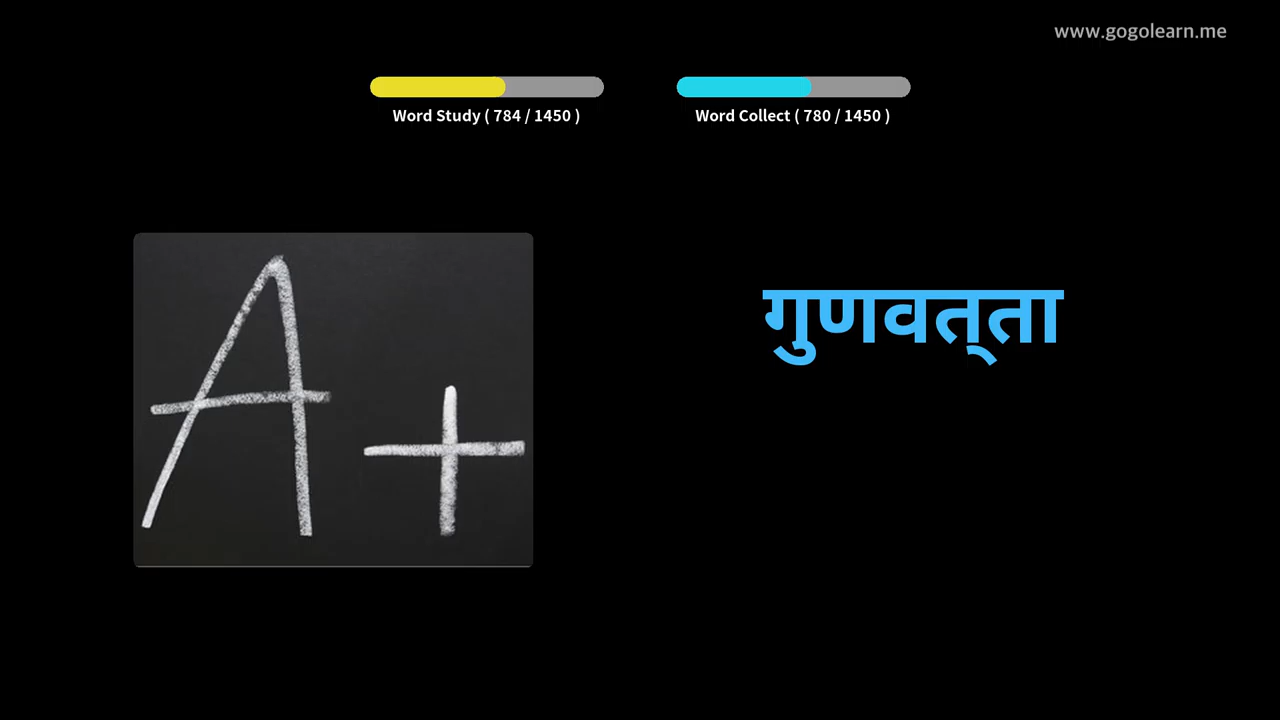 www.gogolearn.me
Word Study ( 784 / 1450 )
Word Collect ( 780 / 1450 )
A+
गुणवत्‌ता